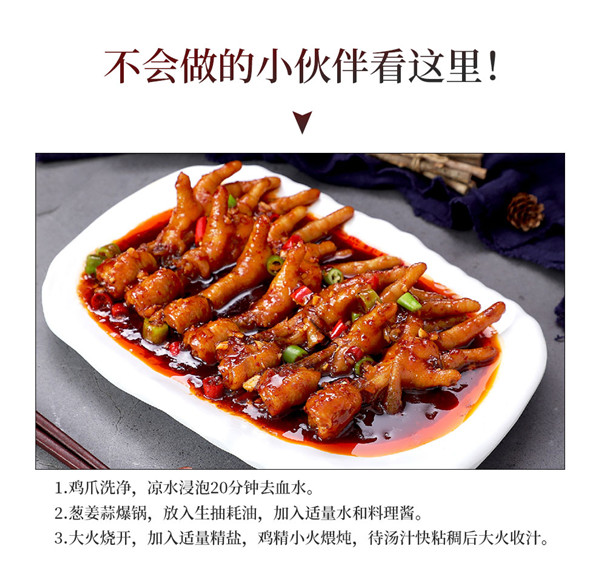 不会做的小伙伴看这里！
1.鸡爪洗净，凉水浸泡20分钟去血水。
2.葱姜蒜爆锅，放入生抽耗油，加入适量水和料理酱。
3.大火烧开，加入适量精盐，鸡精小火煨炖，待汤汁快粘稠后大火收汁。